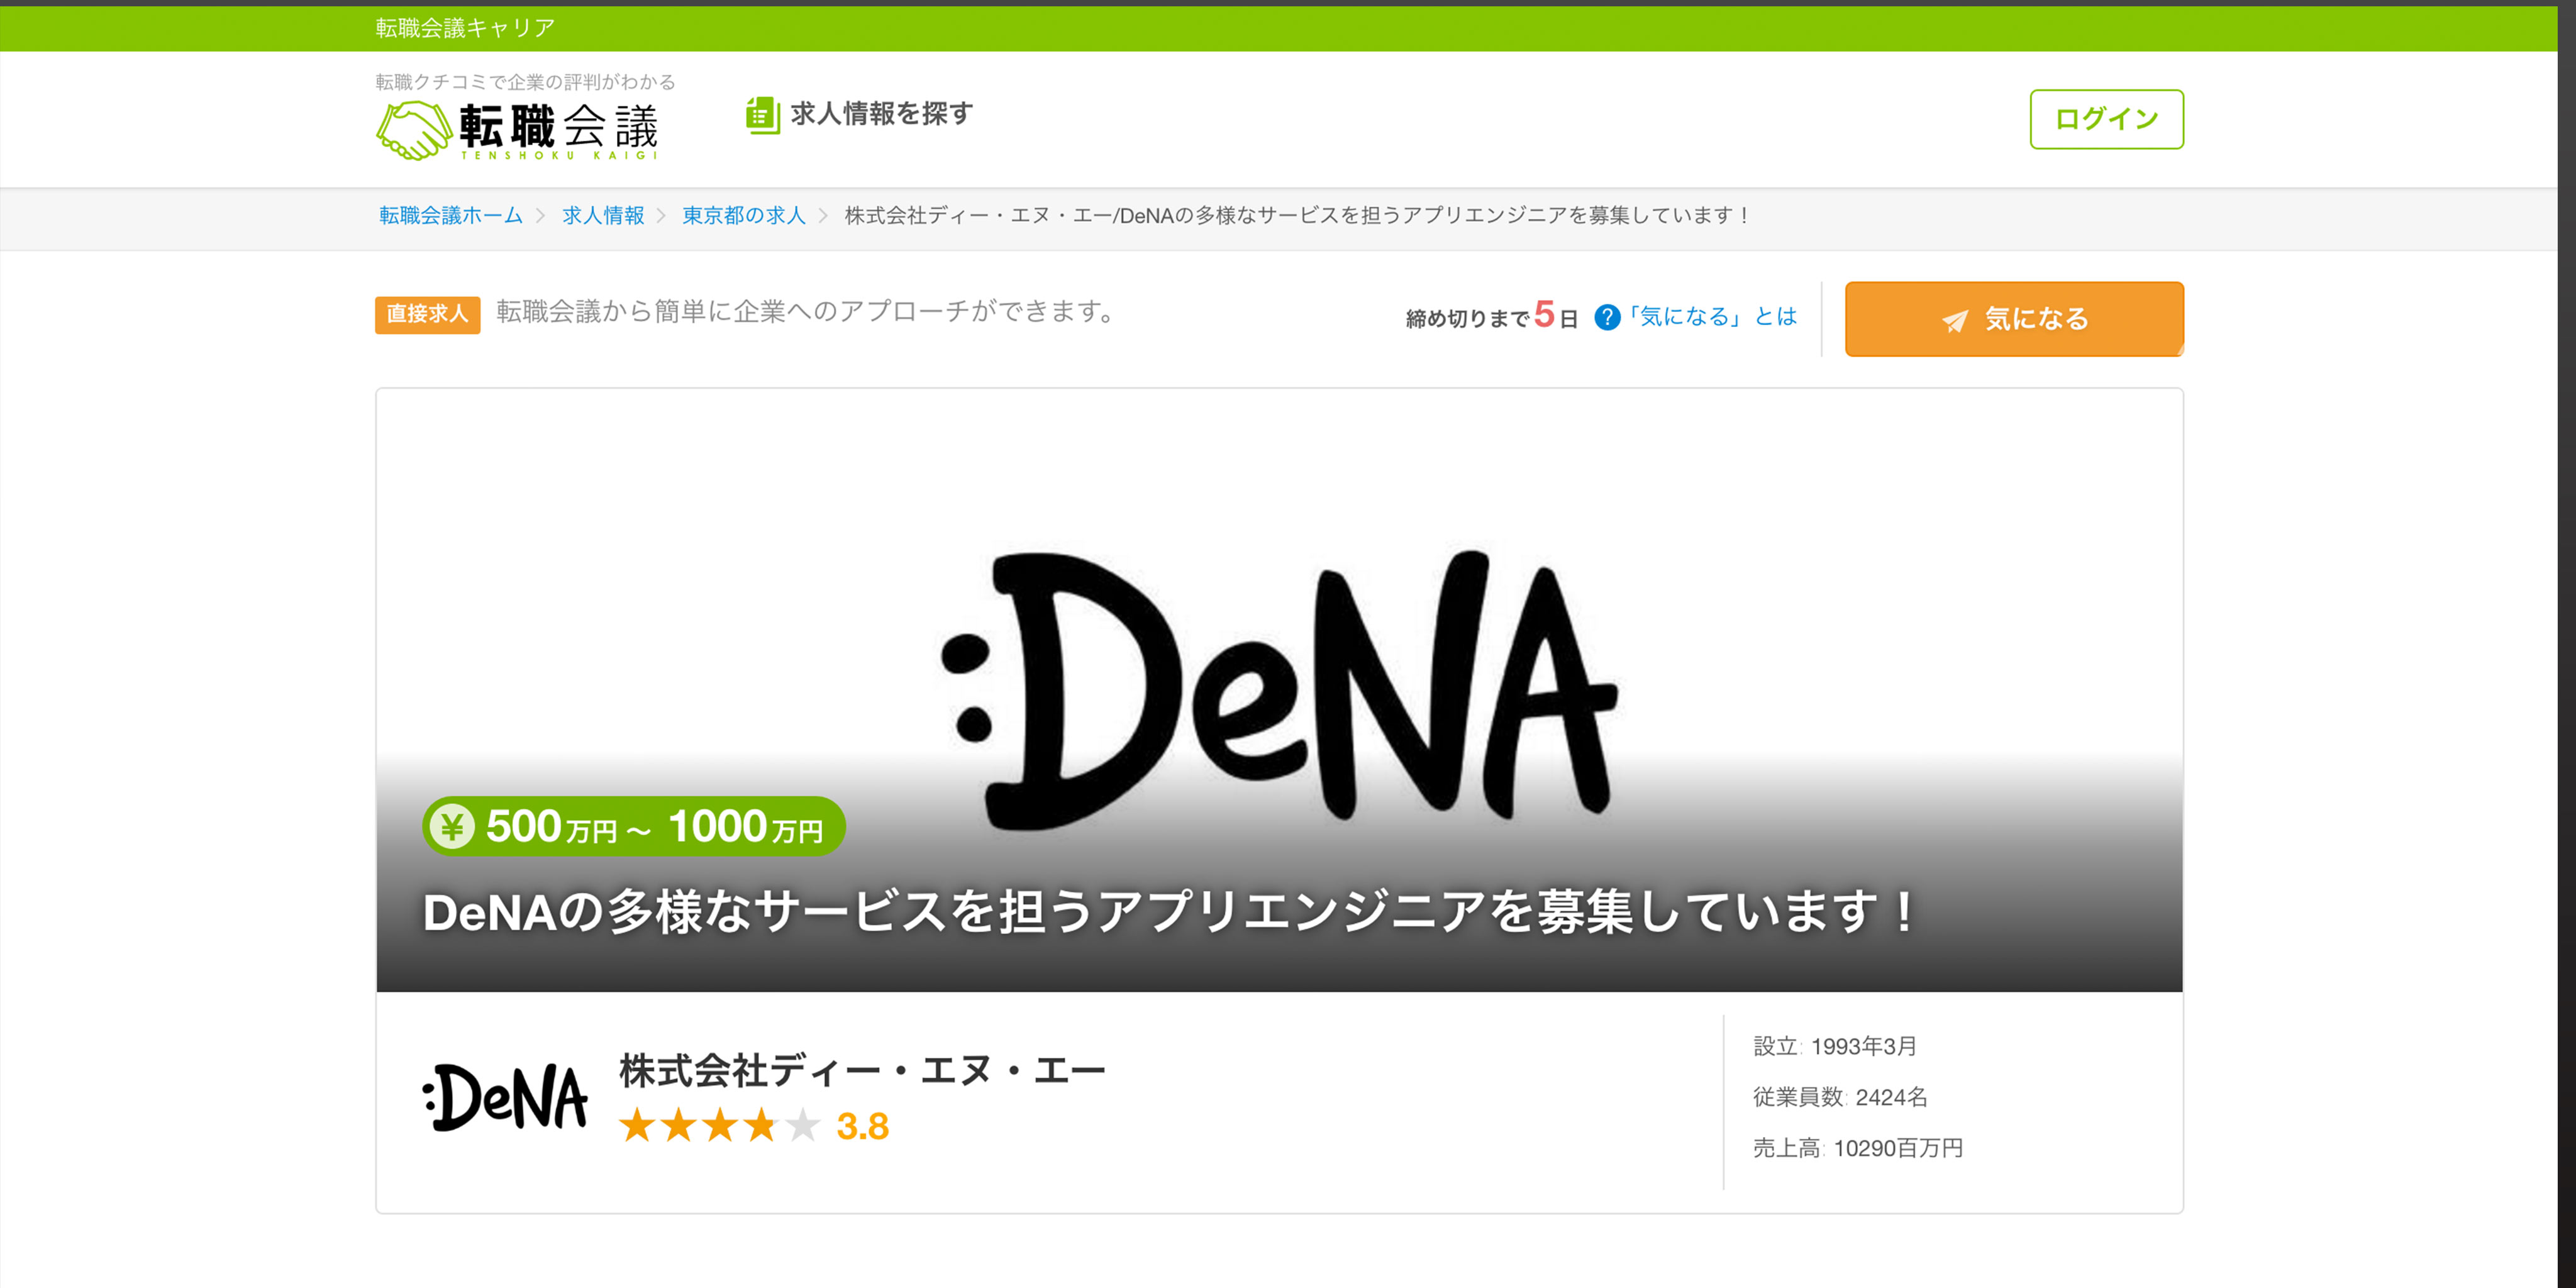 転職会議キャリア
転職クチコミで企業の評判がわかる
転職会議
TENSHOKU KAIGI
求人情報を探す
ログイン
転職会議ホーム > 求人情報 > 東京都の求人 > 株式会社ディー・エヌ・エー/DeNAの多様なサービスを担うアプリエンジニアを募集しています！
直接求人 転職会議から簡単に企業へのアプローチができます。
締め切りまで5日 ?「気になる」とは
気になる
:DeNA
¥ 500万円 ～ 1000万円
DeNAの多様なサービスを担うアプリエンジニアを募集しています！
:DeNA
株式会社ディー・エヌ・エー
3.8
設立: 1993年3月
従業員数: 2424名
売上高: 10290百万円